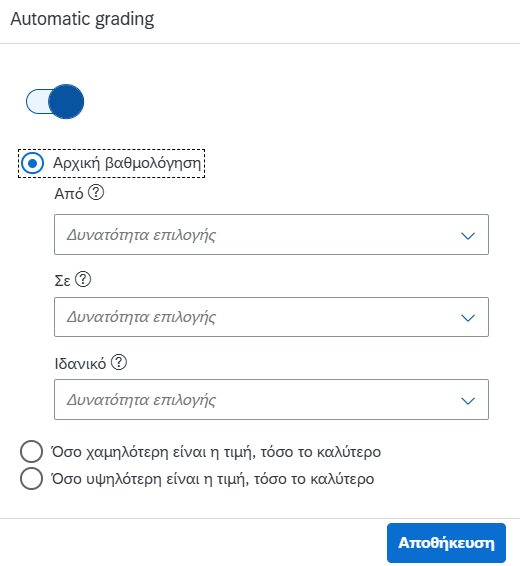 Automatic grading
Αρχική βαθμολόγηση
Από ?
Δυνατότητα επιλογής
Σε ?
Δυνατότητα επιλογής
Ιδανικό ?
Δυνατότητα επιλογής
Όσο χαμηλότερη είναι η τιμή, τόσο το καλύτερο
Όσο υψηλότερη είναι η τιμή, τόσο το καλύτερο
Αποθήκευση